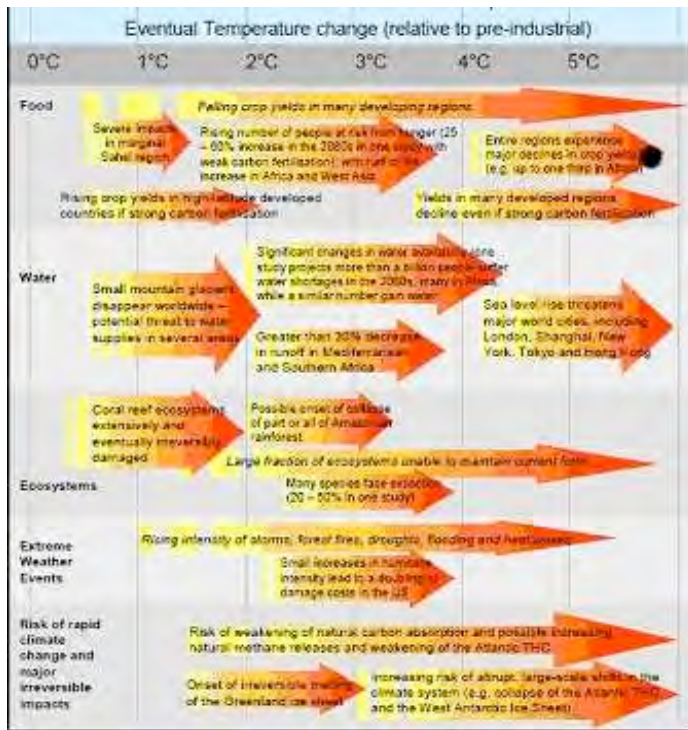 Eventual Temperature change (relative to pre-industrial)
0°C 1°C 2°C 3°C 4°C 5°C
Food
Falling crop yields in many developing regions
Severe impacts
in marginal
Sahel region
Rising number of people at risk from hunger (25
– 60% increase in the 2080s in one study with
weak carbon fertilisation), with half of the
increase in Africa and West Asia
Entire regions experience
major declines in crop yields
(e.g. up to one third in Africa)
Rising crop yields in high-latitude developed
countries if strong carbon fertilisation
Yields in many developed regions
decline even if strong carbon fertilisation
Water
Small mountain glaciers
disappear worldwide –
potential threat to water
supplies in several areas
Significant changes in water availability (one
study projects more than a billion people suffer
water shortages in the 2080s, many in Africa,
while a similar number gain water
Greater than 30% decrease
in runoff in Mediterranean
and Southern Africa
Sea level rise threatens
major world cities, including
London, Shanghai, New
York, Tokyo and Hong Kong
Ecosystems
Coral reef ecosystems
extensively and
eventually irreversibly
damaged
Possible onset of collapse
of part or all of Amazonian
rainforest
Large fraction of ecosystems unable to maintain current form
Many species face extinction
(20 – 50% in one study)
Extreme
Weather
Events
Rising intensity of storms, forest fires, droughts, flooding and heatwaves
Small increases in hurricane
intensity lead to a doubling of
damage costs in the US
Risk of rapid
climate
change and
major
irreversible
impacts
Risk of weakening of natural carbon absorption and possible increasing
natural methane releases and weakening of the Atlantic THC
Onset of irreversible melting
of the Greenland ice sheet
Increasing risk of abrupt, large-scale shifts in the
climate system (e.g. collapse of the Atlantic THC
and the West Antarctic Ice Sheet)